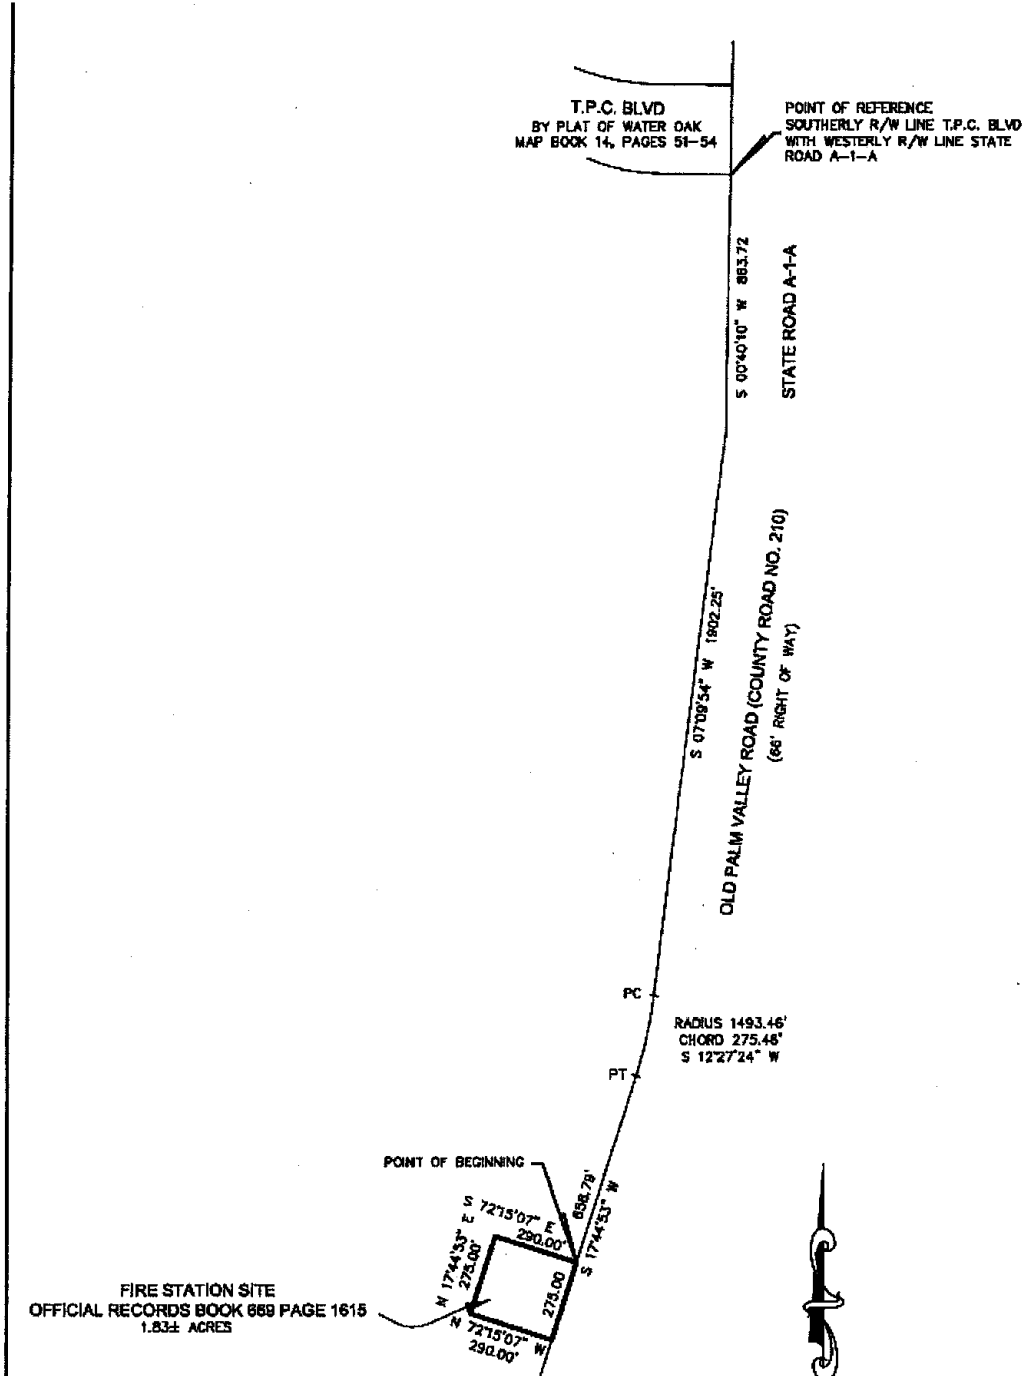 T.P.C. BLVD
BY PLAT OF WATER OAK
MAP BOOK 14, PAGES 51-54
POINT OF REFERENCE
SOUTHERLY R/W LINE T.P.C. BLVD
WITH WESTERLY R/W LINE STATE
ROAD A-1-A
S 00°40'10" W 883.72
STATE ROAD A-1-A
S 07°09'54" W 1902.25'
OLD PALM VALLEY ROAD (COUNTY ROAD NO. 210)
(66' RIGHT OF WAY)
PC
RADIUS 1493.46'
CHORD 275.48'
S 12°27'24" W
PT
POINT OF BEGINNING
658.79'
S 17°44'53" W
S 72°15'07" E
290.00'
N 17°44'53" E
275.00'
275.00
N 72°15'07" W
290.00'
FIRE STATION SITE
OFFICIAL RECORDS BOOK 669 PAGE 1615
1.83± ACRES